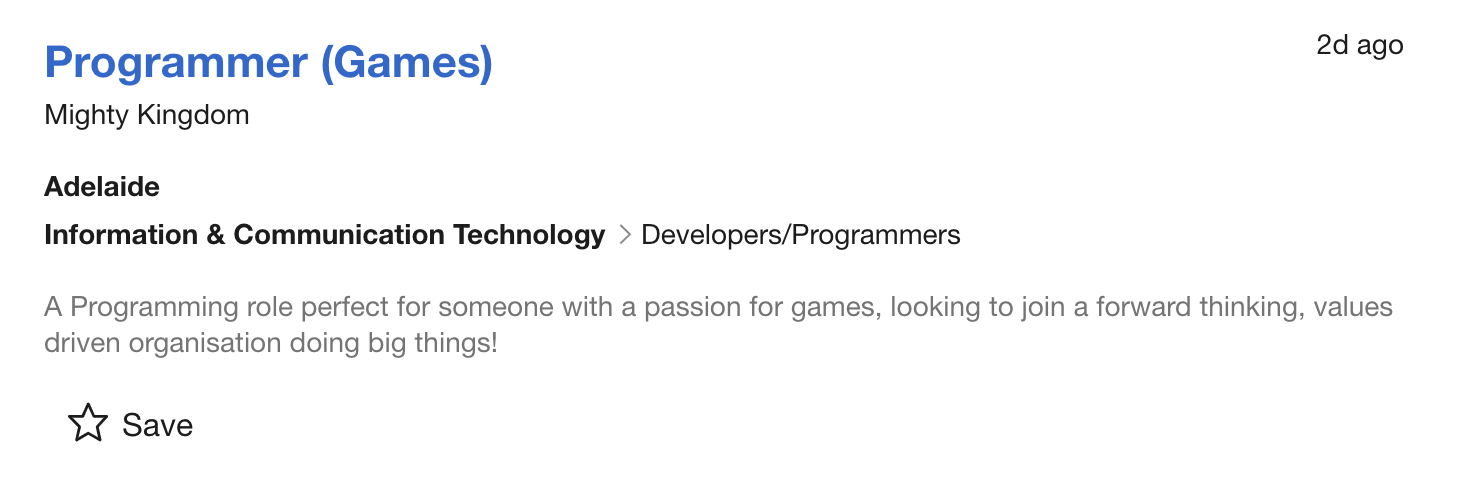 Programmer (Games)
2d ago
Mighty Kingdom
Adelaide
Information & Communication Technology > Developers/Programmers
A Programming role perfect for someone with a passion for games, looking to join a forward thinking, values
driven organisation doing big things!
Save